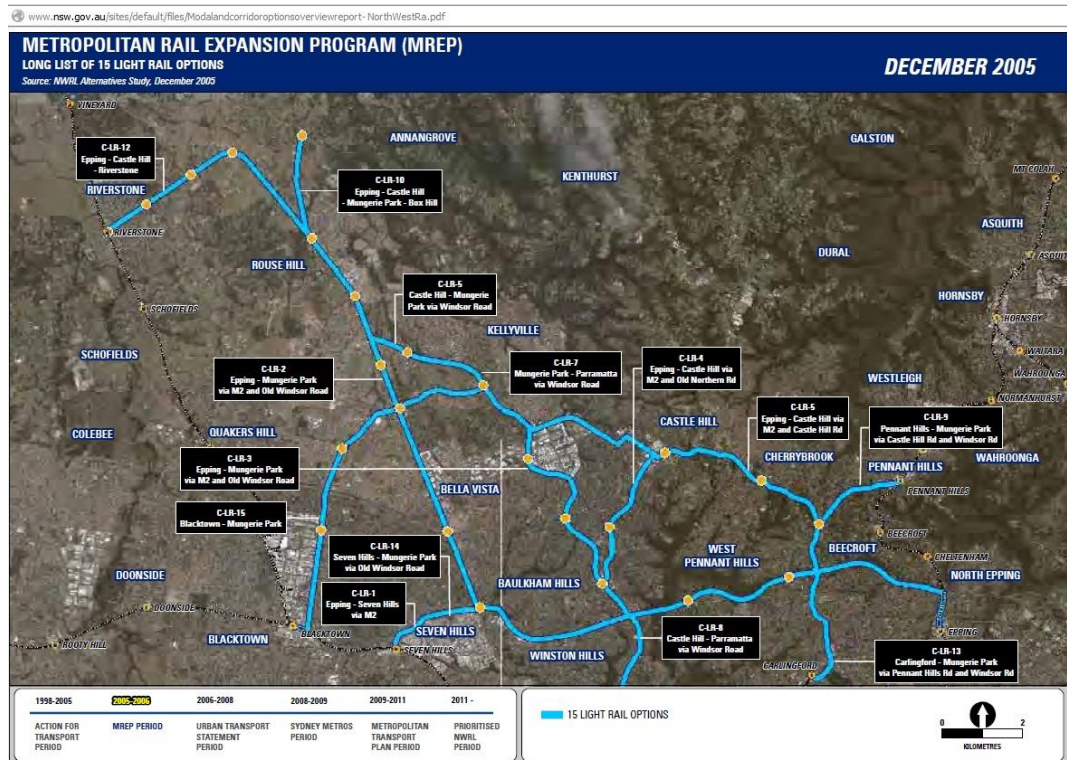 www.nsw.gov.au/sites/default/files/Modalandcorridoroptionsoverviewreport-NorthWestRa.pdf
METROPOLITAN RAIL EXPANSION PROGRAM (MREP)
LONG LIST OF 15 LIGHT RAIL OPTIONS
Source: NWRL Alternatives Study, December 2005
DECEMBER 2005
VINEYARD
ANNANGROVE
GALSTON
C-LR-12
Epping - Castle Hill
- Riverstone
RIVERSTONE
C-LR-10
Epping - Castle Hill
- Mungerie Park - Box Hill
KENTHURST
MT COLAH
ASQUITH
RIVERSTONE
ROUSE HILL
DURAL
ASQUIT
C-LR-5
Castle Hill - Mungerie
Park via Windsor Road
HORNSBY
SCHOFIELDS
HORNSBY
KELLYVILLE
SCHOFIELDS
C-LR-2
Epping - Mungerie Park
via M2 and Old Windsor Road
C-LR-7
Mungerie Park - Parramatta
via Windsor Road
C-LR-4
Epping - Castle Hill via
M2 and Old Northern Rd
WAITARA
WESTLEIGH
WAHROONGA
NORMANHURST
C-LR-5
Epping - Castle Hill via
M2 and Castle Hill Rd
C-LR-9
Pennant Hills - Mungerie Park
via Castle Hill Rd and Windsor Rd
COLEBEE
QUAKERS HILL
CASTLE HILL
CHERRYBROOK
WAHROONGA
C-LR-3
Epping - Mungerie Park
via M2 and Old Windsor Road
PENNANT HILLS
BELLA VISTA
PENNANT HILLS
C-LR-15
Blacktown - Mungerie Park
BEECROFT
C-LR-14
Seven Hills - Mungerie Park
via Old Windsor Road
WEST
PENNANT HILLS
BEECROFT
CHELTENHAM
DOONSIDE
BAULKHAM HILLS
NORTH EPPING
C-LR-1
Epping - Seven Hills
via M2
DOONSIDE
BLACKTOWN
BLACKTOWN
SEVEN HILLS
C-LR-8
Castle Hill - Parramatta
via Windsor Road
EPPING
ROOTY HILL
SEVEN HILLS
WINSTON HILLS
CARLINGFORD
C-LR-13
Carlingford - Mungerie Park
via Pennant Hills Rd and Windsor Rd
1998-2005
ACTION FOR
TRANSPORT
PERIOD
2005-2006
MREP PERIOD
2006-2008
URBAN TRANSPORT
STATEMENT
PERIOD
2008-2009
SYDNEY METROS
PERIOD
2009-2011
METROPOLITAN
TRANSPORT
PLAN PERIOD
2011 -
PRIORITISED
NWRL
PERIOD
15 LIGHT RAIL OPTIONS
0 2
KILOMETRES